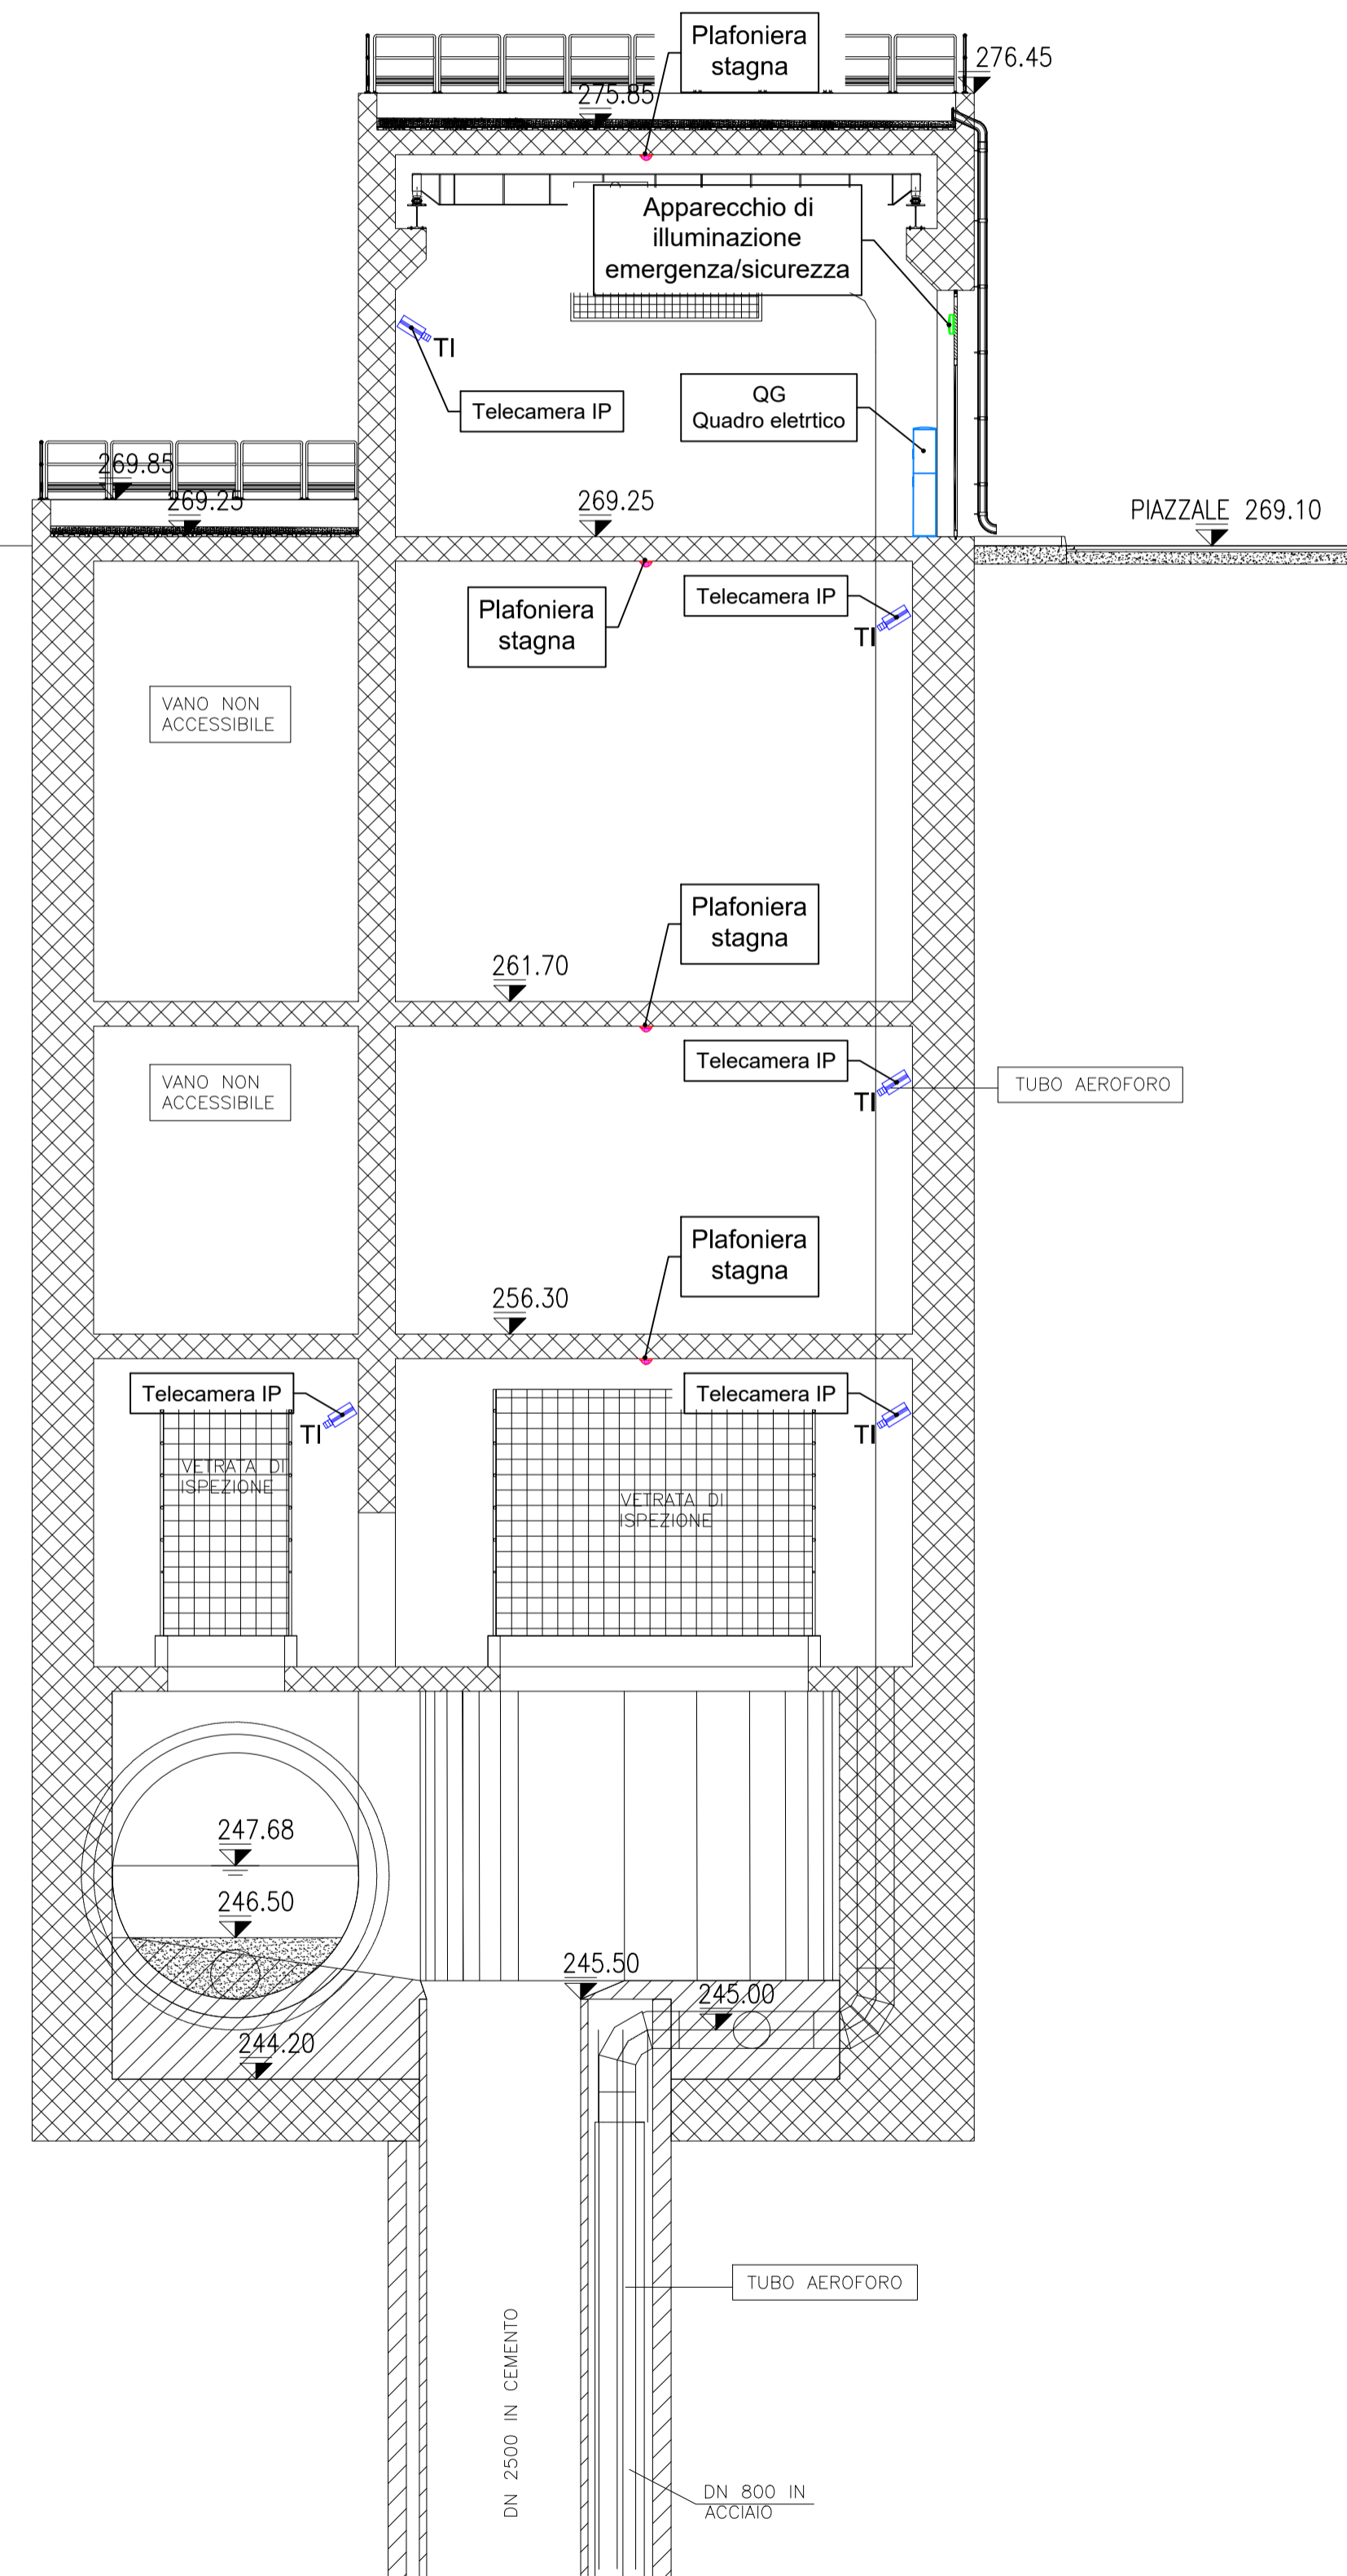 Plafoniera
stagna
276.45
275.85
Apparecchio di
illuminazione
emergenza/sicurezza
TI
Telecamera IP
QG
Quadro eletrtico
269.85
269.25
269.25
PIAZZALE 269.10
Plafoniera
stagna
Telecamera IP
TI
VANO NON
ACCESSIBILE
Plafoniera
stagna
261.70
Telecamera IP
TI
VANO NON
ACCESSIBILE
TUBO AEROFORO
Plafoniera
stagna
256.30
Telecamera IP
TI
Telecamera IP
TI
VETRATA DI
ISPEZIONE
VETRATA DI
ISPEZIONE
247.68
246.50
245.50
245.00
244.20
TUBO AEROFORO
DN 2500 IN CEMENTO
DN 800 IN
ACCIAIO